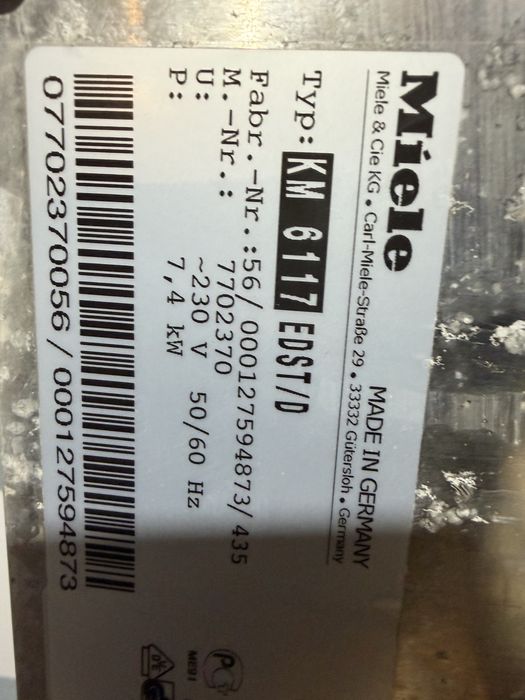 Miele
MADE IN GERMANY
Miele & Cie KG • Carl-Miele-Straße 29 • 33332 Gütersloh • Germany
Typ: KM 6117 EDST/D
Fabr.-Nr.:56/000127594873/435
M.-Nr.: 7702370
U: ~230 V 50/60 Hz
P: 7,4 kW
07702370056/000127594873
ME91